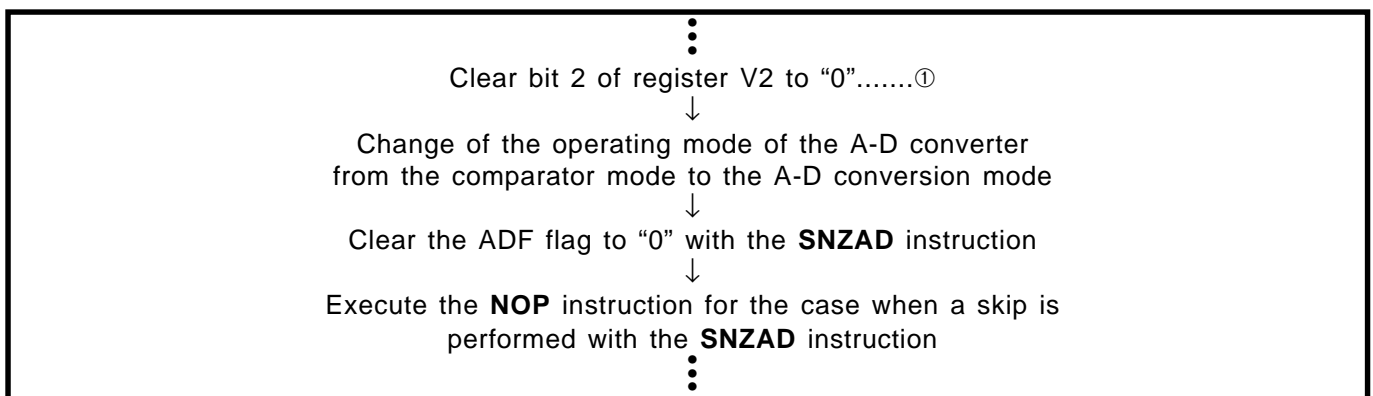 Clear bit 2 of register V2 to “0”.......①
↓
Change of the operating mode of the A-D converter
from the comparator mode to the A-D conversion mode
↓
Clear the ADF flag to “0” with the SNZAD instruction
↓
Execute the NOP instruction for the case when a skip is
performed with the SNZAD instruction